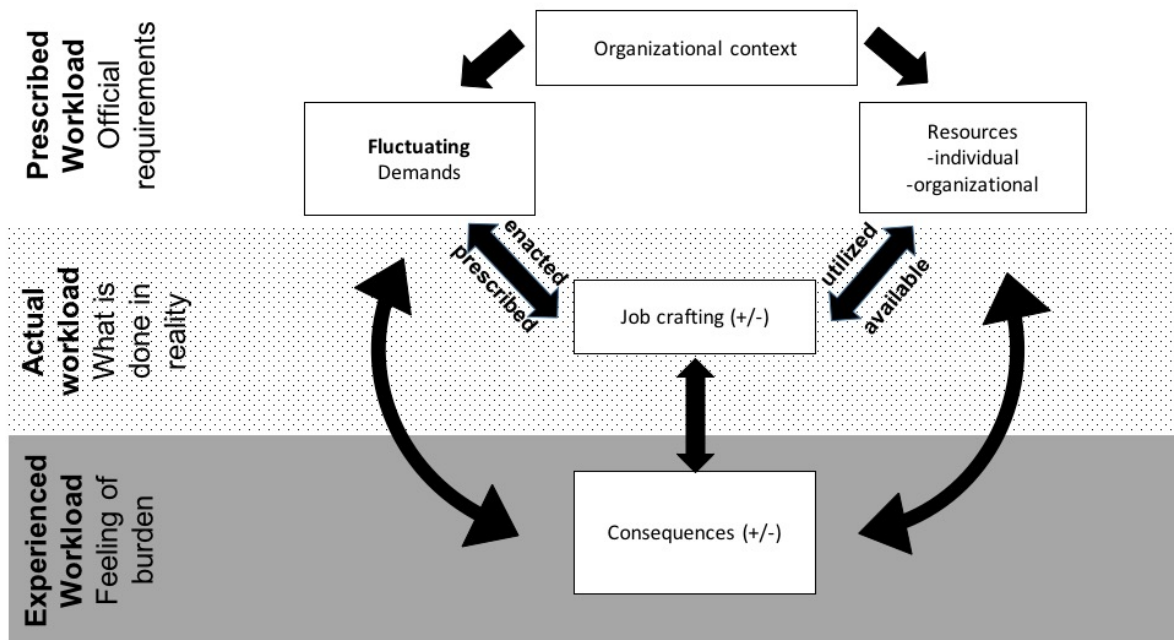 Prescribed
Workload
Official
requirements
Organizational context
Fluctuating
Demands
Resources
-individual
-organizational
enacted
prescribed
utilized
available
Actual
workload
What is
done in
reality
Job crafting (+/-)
Experienced
Workload
Feeling of
burden
Consequences (+/-)